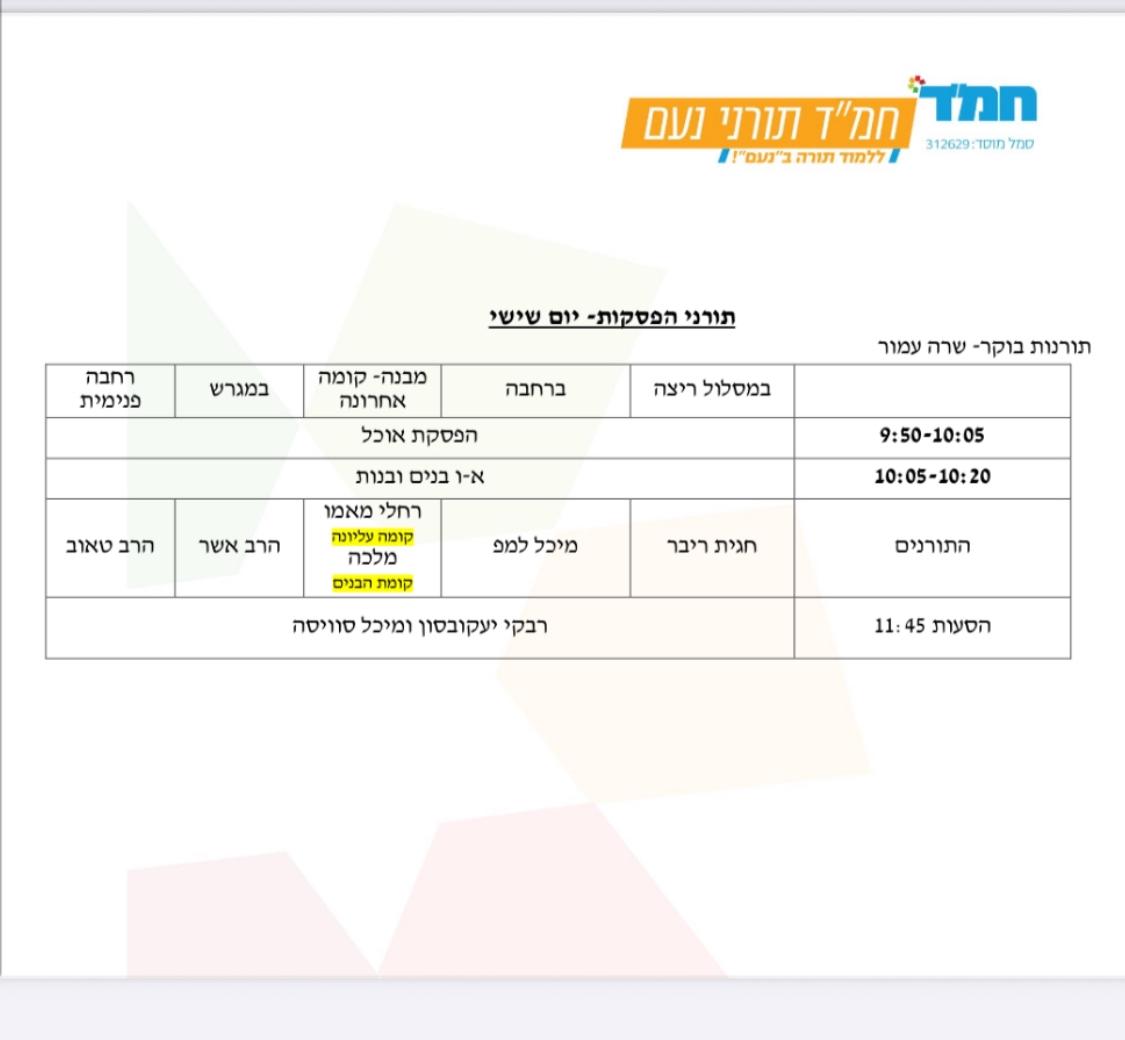 חמ"ד
סמל מוסד: 312629
חמ"ד תורני נעם
ללמוד תורה ב"נעם"!
תורני הפסקות- יום שישי
תורנות בוקר- שרה עמור
במסלול ריצה
ברחבה
מבנה- קומה
אחרונה
במגרש
רחבה
פנימית
9:50-10:05
הפסקת אוכל
10:05-10:20
א-ו בנים ובנות
התורנים
חגית ריבר
מיכל למפ
רחלי מאמו
קומה עליונה
מלכה
קומת הבנים
הרב אשר
הרב טאוב
הסעות 11:45
רבקי יעקובסון ומיכל סוויסה